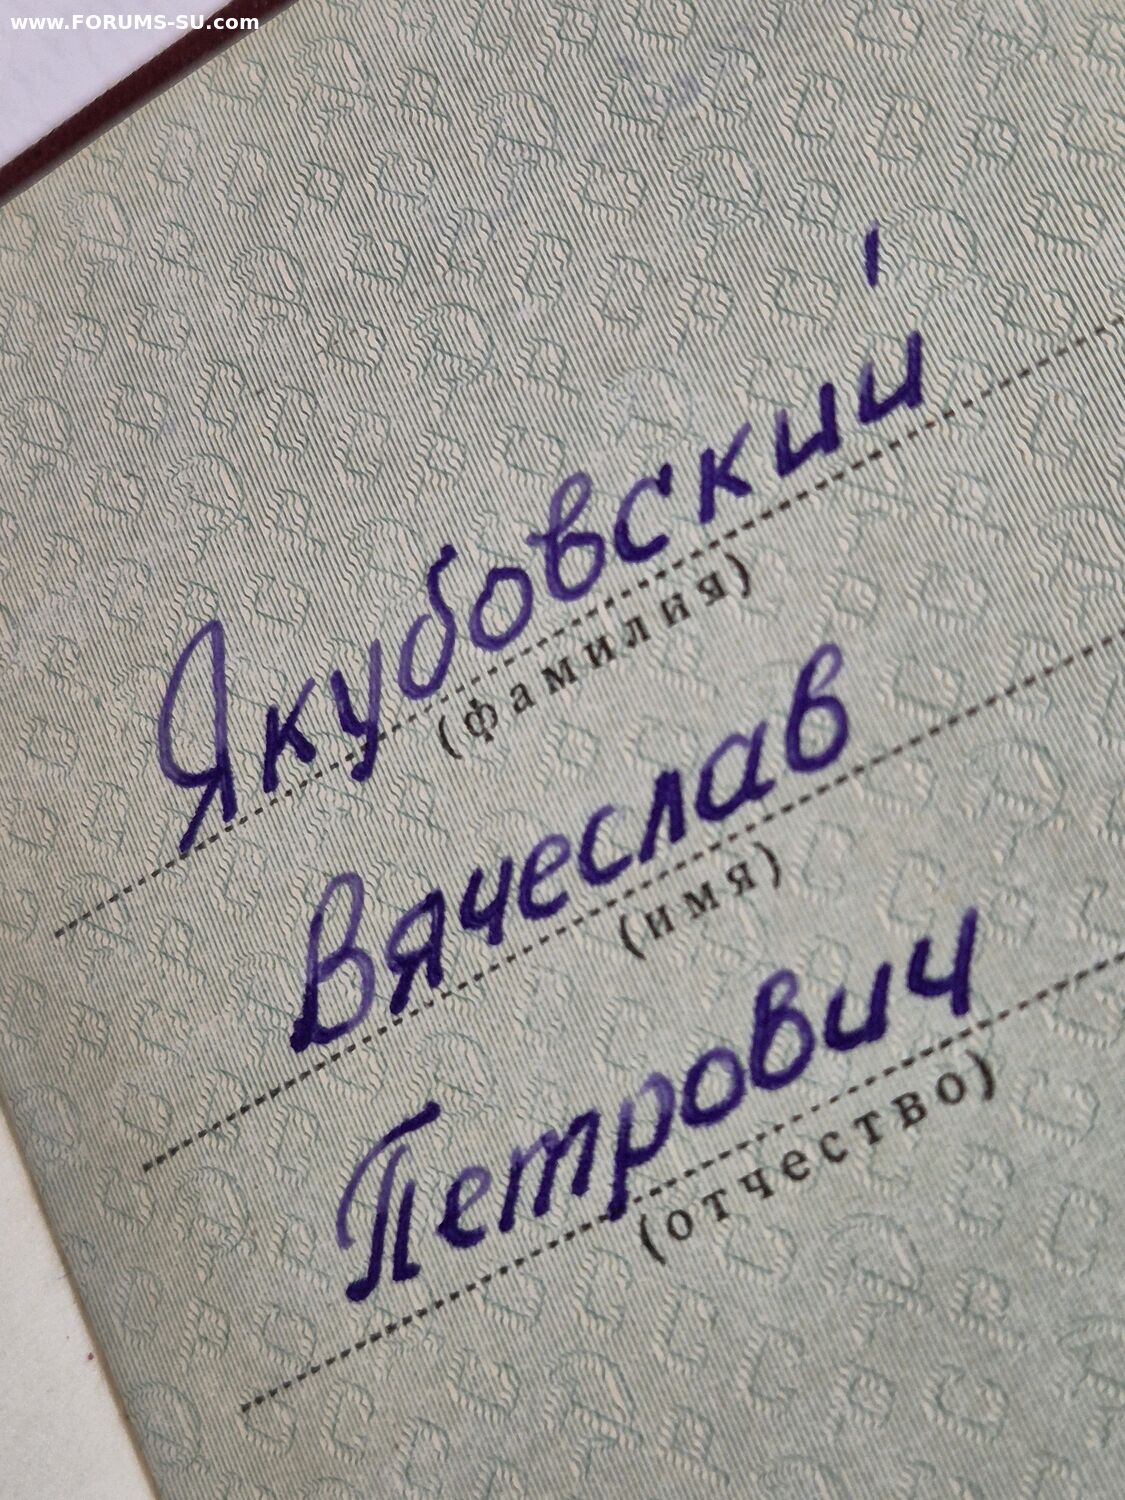 www.FORUMS-SU.com
Якубовский
(фамилия)
Вячеслав
(имя)
Петрович
(отчество)